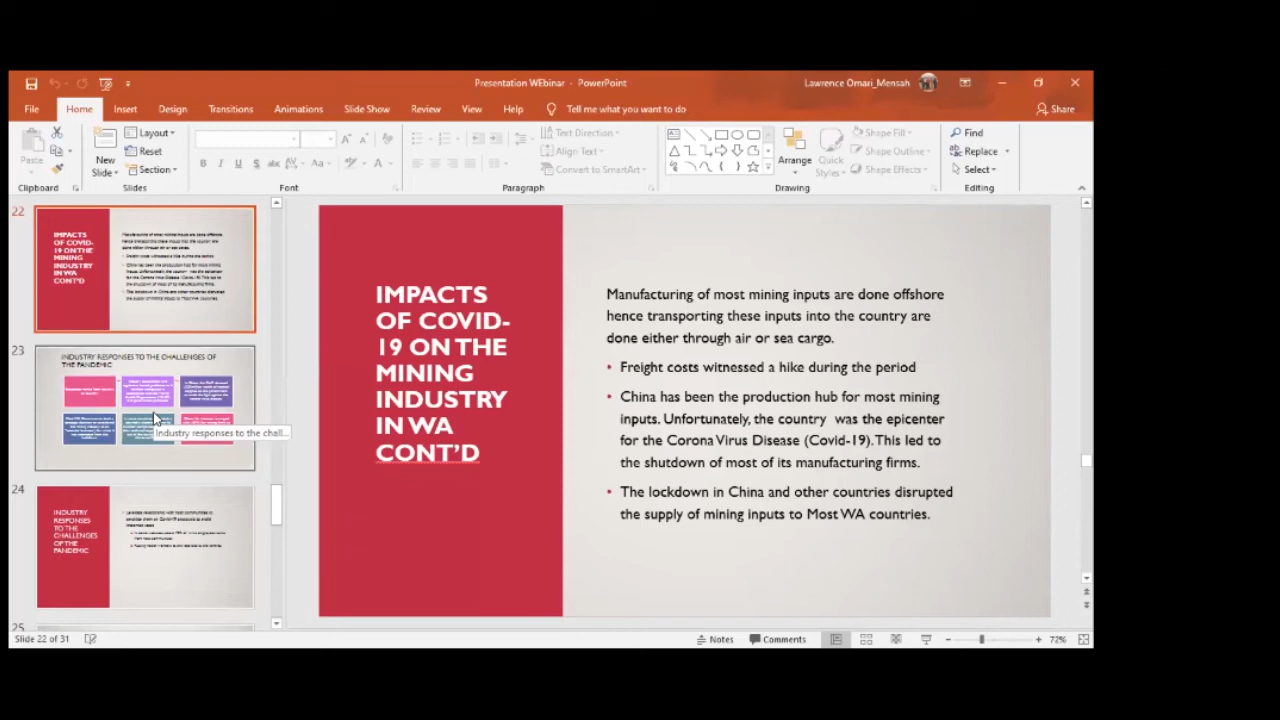 Presentation WEbinar - PowerPoint
Lawrence Omari_Mensah
File Home Insert Design Transitions Animations Slide Show Review View Help Tell me what you want to do Share
Paste
New Slide
Layout
Reset
Section
Text Direction
Align Text
Convert to SmartArt
Arrange
Quick Styles
Shape Fill
Shape Outline
Shape Effects
Find
Replace
Select
Clipboard Slides Font Paragraph Drawing Editing
22
IMPACTS
OF COVID-
19 ON THE
MINING
INDUSTRY
IN WA
CONT'D
23
INDUSTRY RESPONSES TO THE CHALLENGES OF
THE PANDEMIC
Industry responses to the chall...
24
INDUSTRY
RESPONSES
TO THE
CHALLENGES
OF THE
PANDEMIC
25
IMPACTS
OF COVID-
19 ON THE
MINING
INDUSTRY
IN WA
CONT'D
Manufacturing of most mining inputs are done offshore
hence transporting these inputs into the country are
done either through air or sea cargo.
• Freight costs witnessed a hike during the period
• China has been the production hub for most mining
inputs. Unfortunately, the country was the epicenter
for the Corona Virus Disease (Covid-19). This led to
the shutdown of most of its manufacturing firms.
• The lockdown in China and other countries disrupted
the supply of mining inputs to Most WA countries.
Slide 22 of 31
Notes
Comments
72%